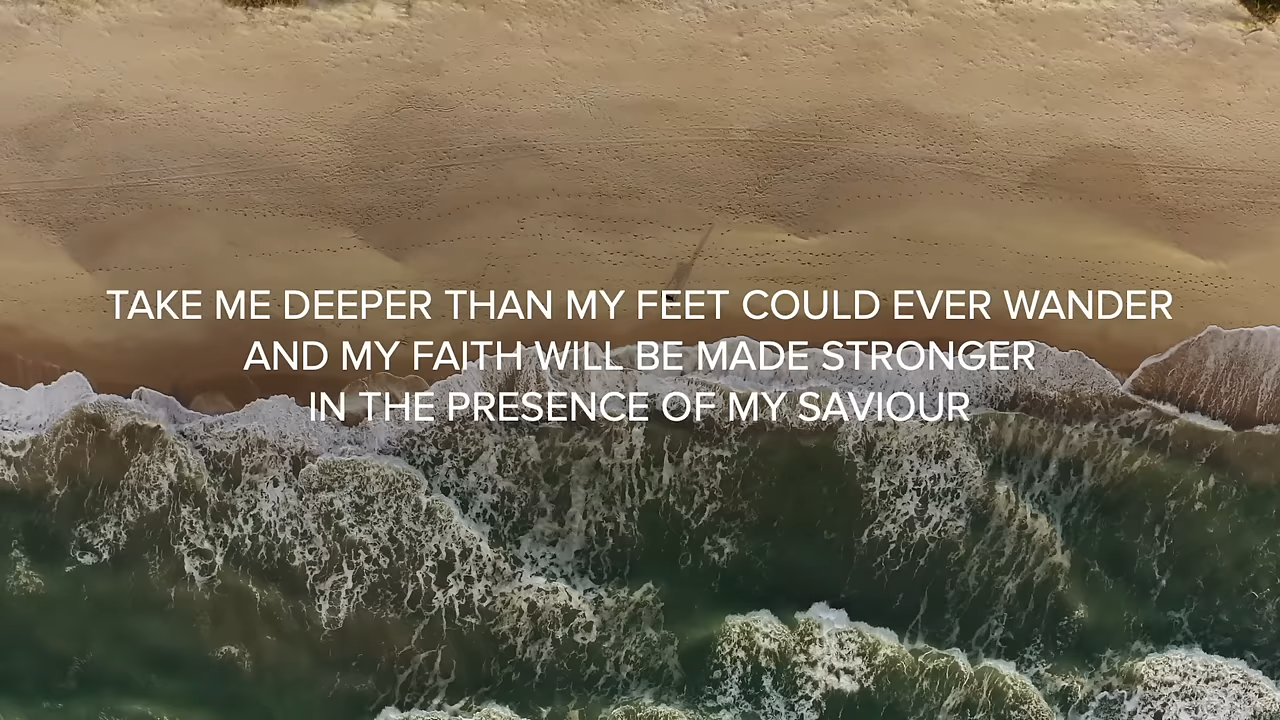 TAKE ME DEEPER THAN MY FEET COULD EVER WANDER
AND MY FAITH WILL BE MADE STRONGER
IN THE PRESENCE OF MY SAVIOUR